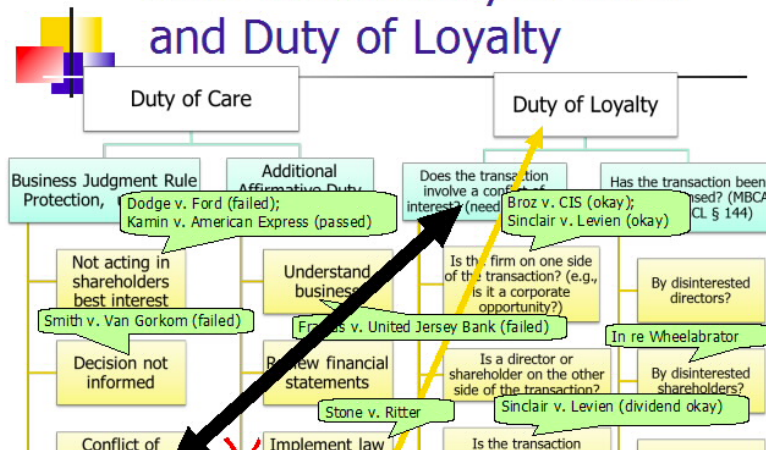 and Duty of Loyalty
Duty of Care
Duty of Loyalty
Business Judgment Rule
Protection,
Additional
Affirmative Duty
Does the transaction
involve a conflict of
interest? (need
Has the transaction been
(MBCA
CL § 144)
Dodge v. Ford (failed);
Kamin v. American Express (passed)
Broz v. CIS (okay);
Sinclair v. Levien (okay)
Not acting in
shareholders
best interest
Understand
business
Is the firm on one side
of the transaction? (e.g.,
is it a corporate
opportunity?)
By disinterested
directors?
Smith v. Van Gorkom (failed)
Francis v. United Jersey Bank (failed)
In re Wheelabrator
Decision not
informed
Review financial
statements
Is a director or
shareholder on the other
side of the transaction?
By disinterested
shareholders?
Stone v. Ritter
Sinclair v. Levien (dividend okay)
Conflict of
Implement law
Is the transaction